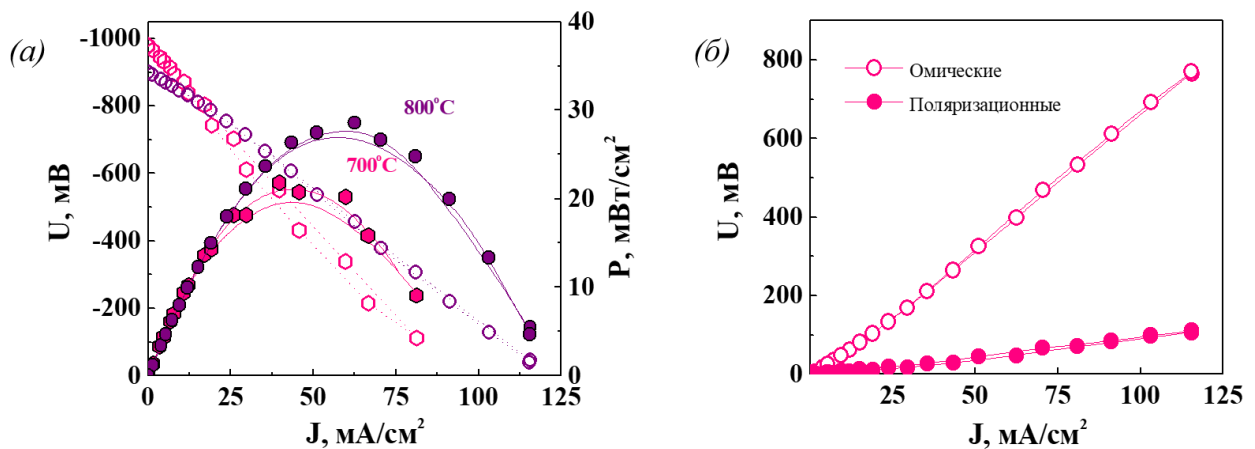 (а)
U, мВ
-1000
-800
-600
-400
-200
0
800°C
700°C
40
30
20
10
0
P, мВт/см²
0
25
50
75
100
125
J, мА/см²
(б)
U, мВ
800
600
400
200
0
Омические
Поляризационные
25
50
75
100
125
J, мА/см²